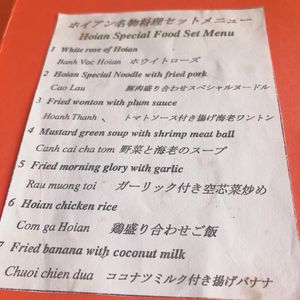 ホイアン名物料理セットメニュー
Hoian Special Food Set Menu
1 White rose of Hoian
Banh Vac Hoian ホワイトローズ
2 Hoian Special Noodle with fried pork
Cao Lau 豚肉盛り合わせスペシャルヌードル
3 Fried wonton with plum sauce
Hoanh Thanh トマトソース付き揚げ海老ワントン
4 Mustard green soup with shrimp meat ball
Canh cai cha tom 野菜と海老のスープ
5 Fried morning glory with garlic
Rau muong toi ガーリック付き空芯菜炒め
6 Hoian chicken rice
Com ga Hoian 鶏盛り合わせご飯
7 Fried banana with coconut milk
Chuoi chien dua ココナツミルク付き揚げバナナ